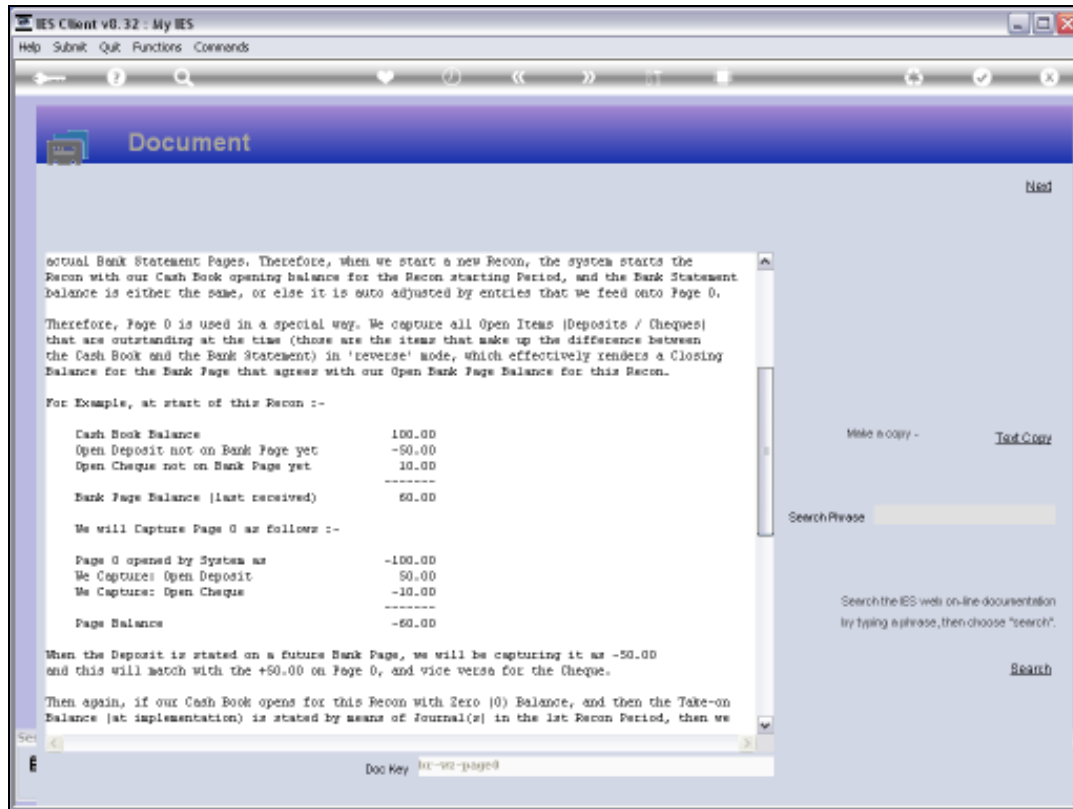 IES Client v8.32 : My IES
Help Submit Quit Functions Commands
Document
Next
actual Bank Statement Pages. Therefore, when we start a new Recon, the system starts the
Recon with our Cash Book opening balance for the Recon starting Period, and the Bank Statement
balance is either the same, or else it is auto adjusted by entries that we feed onto Page 0.
Therefore, Page 0 is used in a special way. We capture all Open Items (Deposits / Cheques)
that are outstanding at the time (those are the items that make up the difference between
the Cash Book and the Bank Statement) in 'reverse' mode, which effectively renders a Closing
Balance for the Bank Page that agrees with our Open Bank Page Balance for this Recon.
For Example, at start of this Recon :-
Cash Book Balance 100.00
Open Deposit not on Bank Page yet -50.00
Open Cheque not on Bank Page yet 10.00
-------
Bank Page Balance (last received) 60.00
We will Capture Page 0 as follows :-
Page 0 opened by System as -100.00
We Capture: Open Deposit 50.00
We Capture: Open Cheque -10.00
-------
Page Balance -60.00
When the Deposit is stated on a future Bank Page, we will be capturing it as -50.00
and this will match with the +50.00 on Page 0, and vice versa for the Cheque.
Then again, if our Cash Book opens for this Recon with Zero (0) Balance, and then the Take-on
Balance (at implementation) is stated by means of Journal(s) in the 1st Recon Period, then we
Make a copy - Text Copy
Search Phrase
Search the IES web on-line documentation
by typing a phrase, then choose "search".
Search
Doc Key br-wz-page0